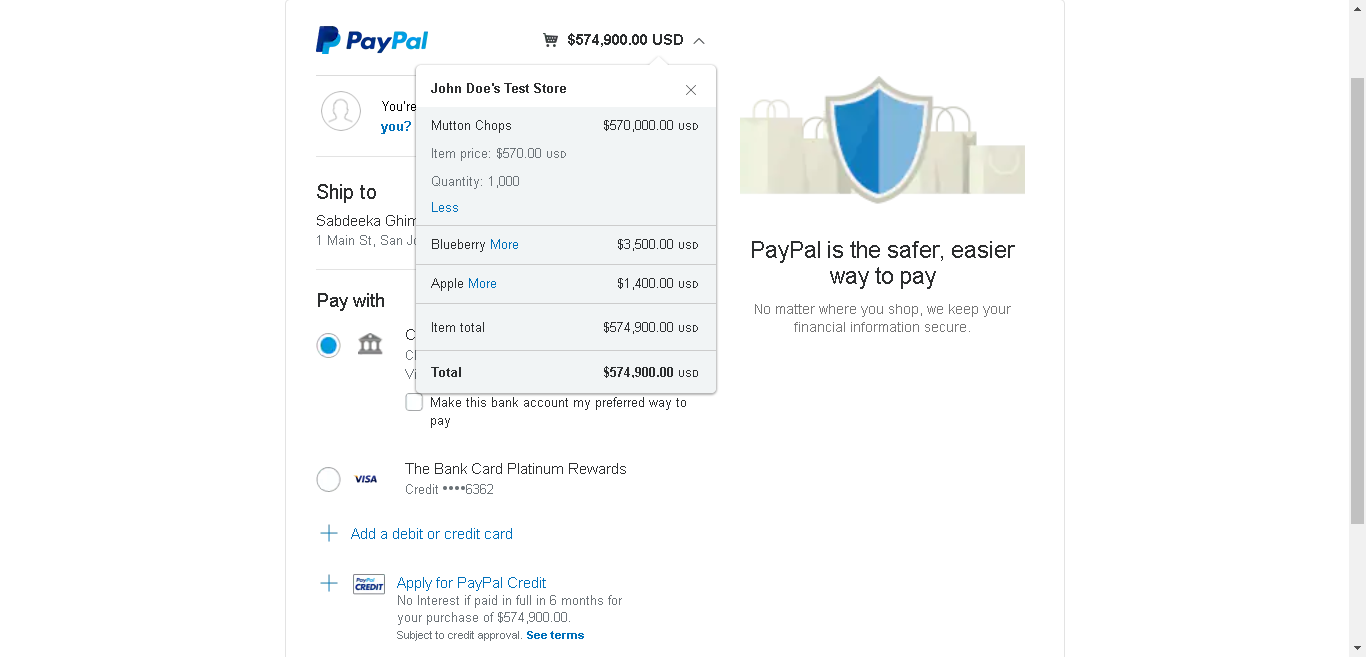 PayPal
$574,900.00 USD
John Doe's Test Store
You're
you?
Mutton Chops $570,000.00 USD
Item price: $570.00 USD
Quantity: 1,000
Less
Ship to
Sabdeeka Ghim
1 Main St, San Jo
Blueberry More $3,500.00 USD
Apple More $1,400.00 USD
Pay with
Item total $574,900.00 USD
Total $574,900.00 USD
Make this bank account my preferred way to
pay
VISA
The Bank Card Platinum Rewards
Credit ••••6362
Add a debit or credit card
PayPal
CREDIT
Apply for PayPal Credit
No Interest if paid in full in 6 months for
your purchase of $574,900.00.
Subject to credit approval. See terms
PayPal is the safer, easier
way to pay
No matter where you shop, we keep your
financial information secure.